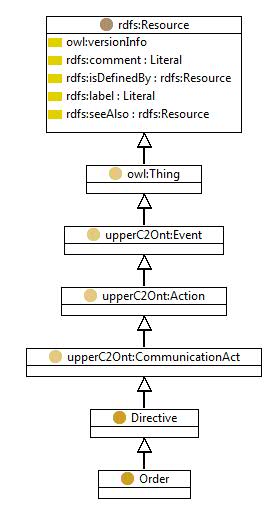 rdfs:Resource
owl:versionInfo
rdfs:comment : Literal
rdfs:isDefinedBy : rdfs:Resource
rdfs:label : Literal
rdfs:seeAlso : rdfs:Resource
owl:Thing
upperC2Ont:Event
upperC2Ont:Action
upperC2Ont:CommunicationAct
Directive
Order